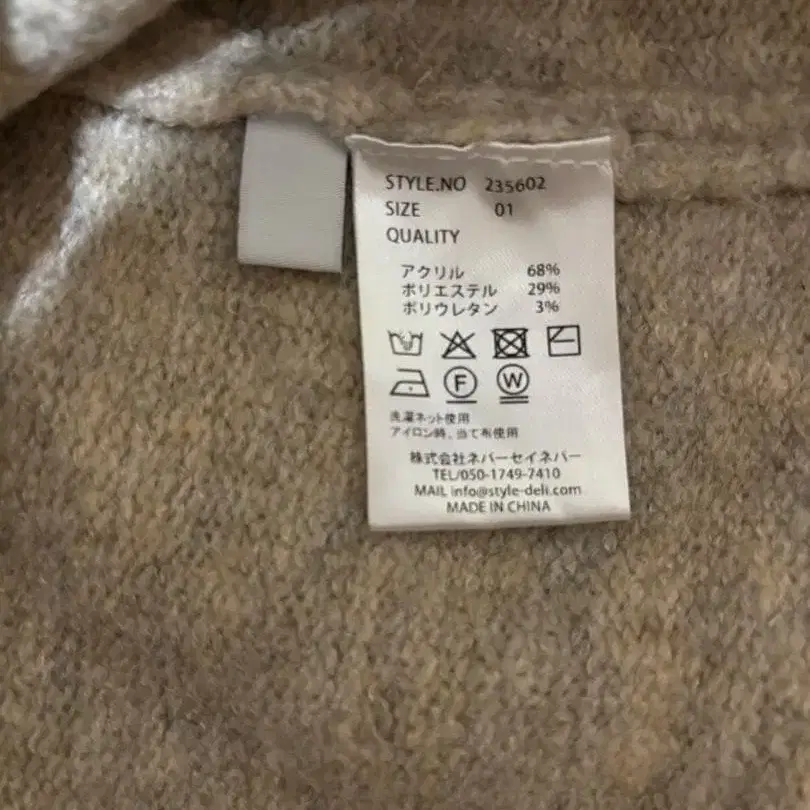 STYLE.NO 235602
SIZE 01
QUALITY
アクリル 68%
ポリエステル 29%
ポリウレタン 3%
F W
洗濯ネット使用
アイロン時、当て布使用
株式会社ネバーセイネバー
TEL/050-1749-7410
MAIL info@style-deli.com
MADE IN CHINA